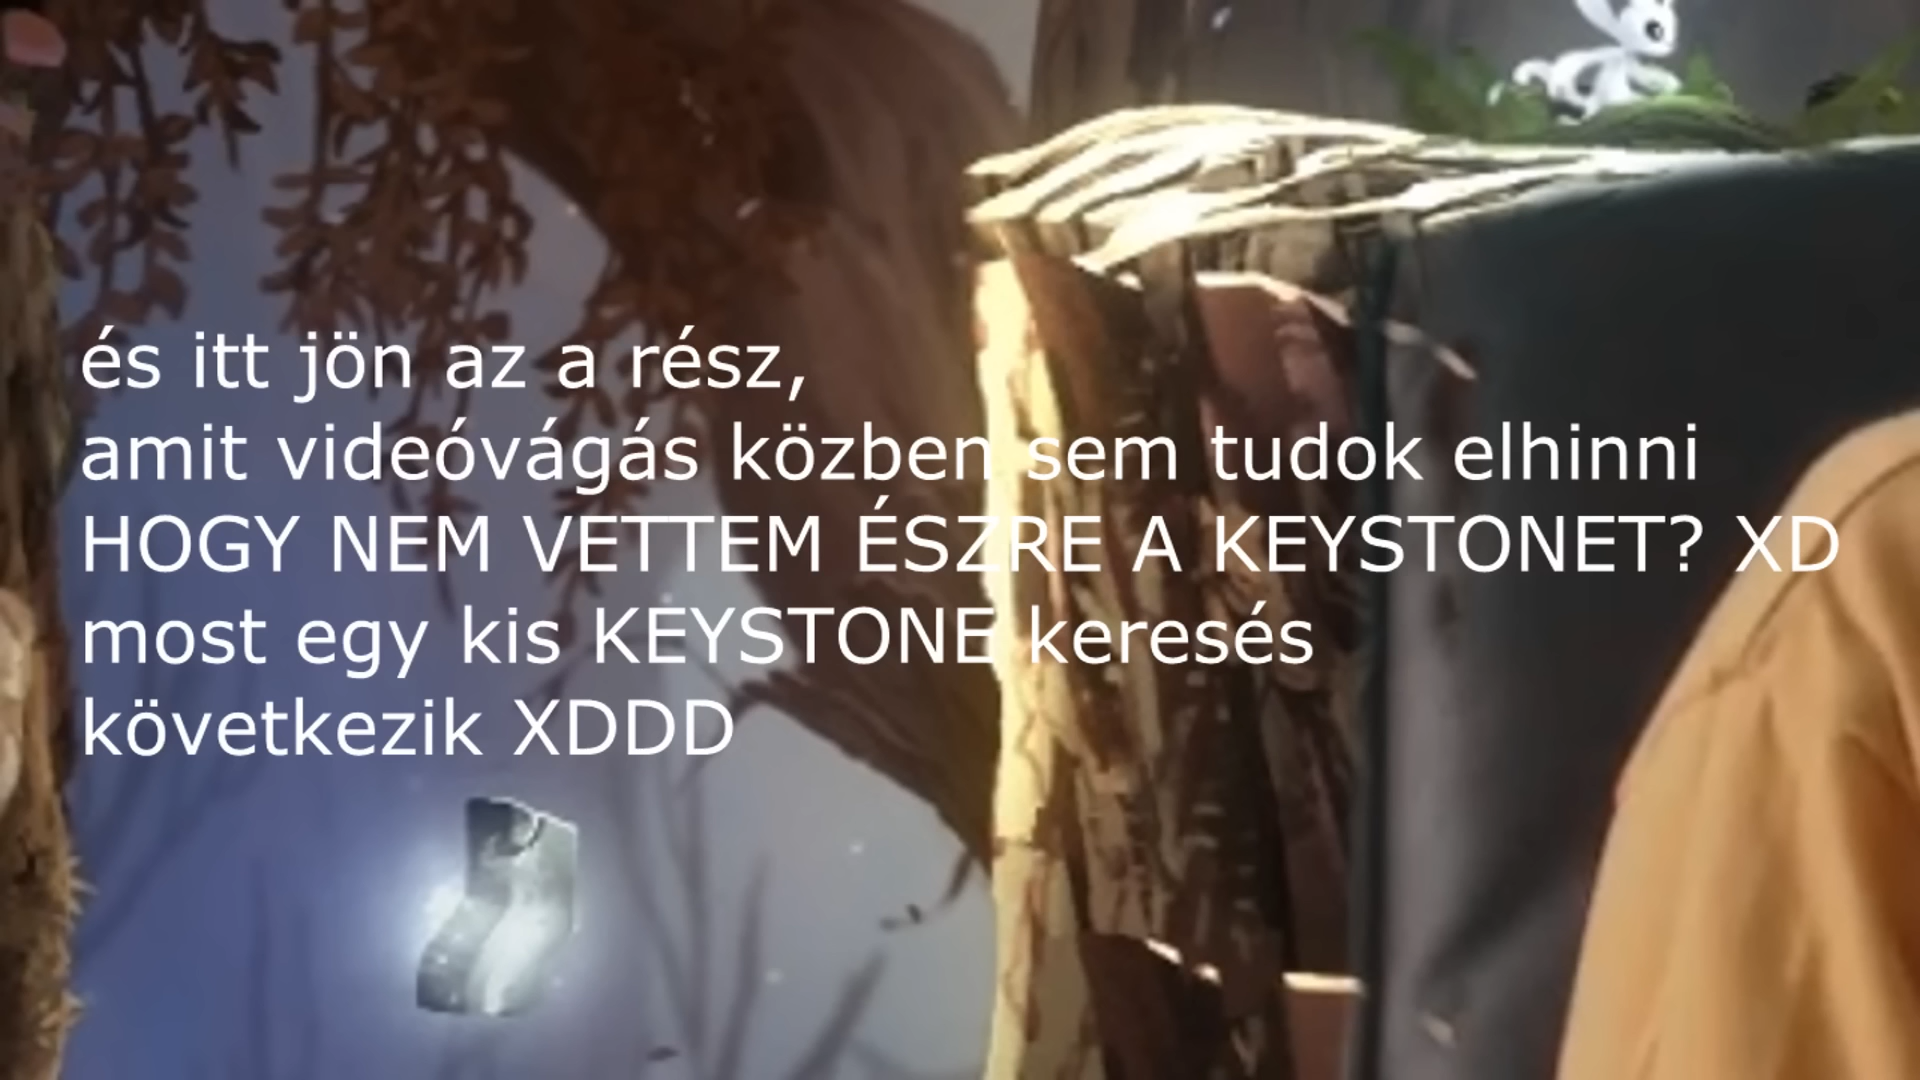 és itt jön az a rész,
amit videóvágás közben sem tudok elhinni
HOGY NEM VETTEM ÉSZRE A KEYSTONET? XD
most egy kis KEYSTONE keresés
következik XDDD